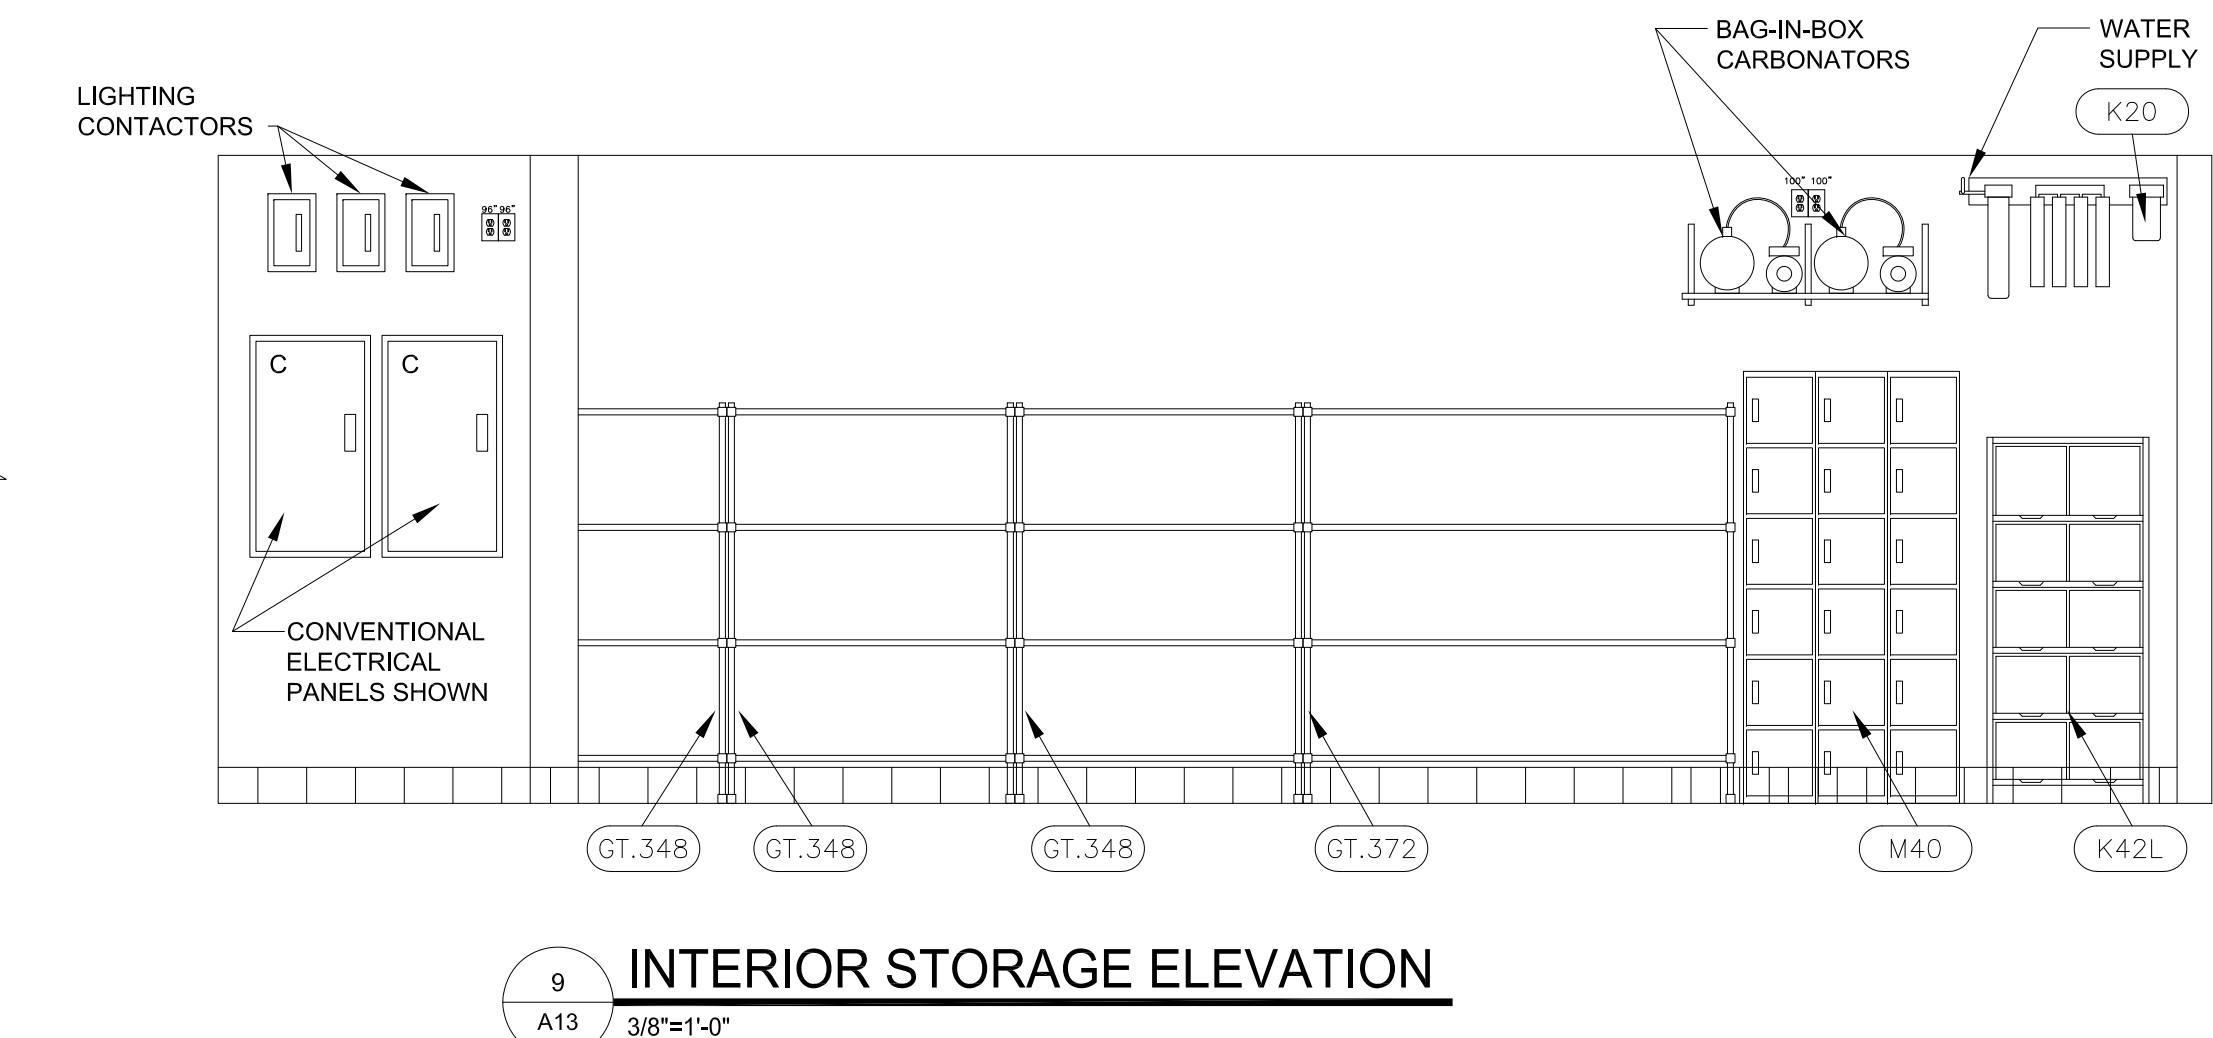 BAG-IN-BOX
CARBONATORS
WATER
SUPPLY
K20
LIGHTING
CONTACTORS
96" 96"
100" 100"
C
C
CONVENTIONAL
ELECTRICAL
PANELS SHOWN
GT.348
GT.348
GT.348
GT.372
M40
K42L
9
A13
INTERIOR STORAGE ELEVATION
3/8"=1'-0"